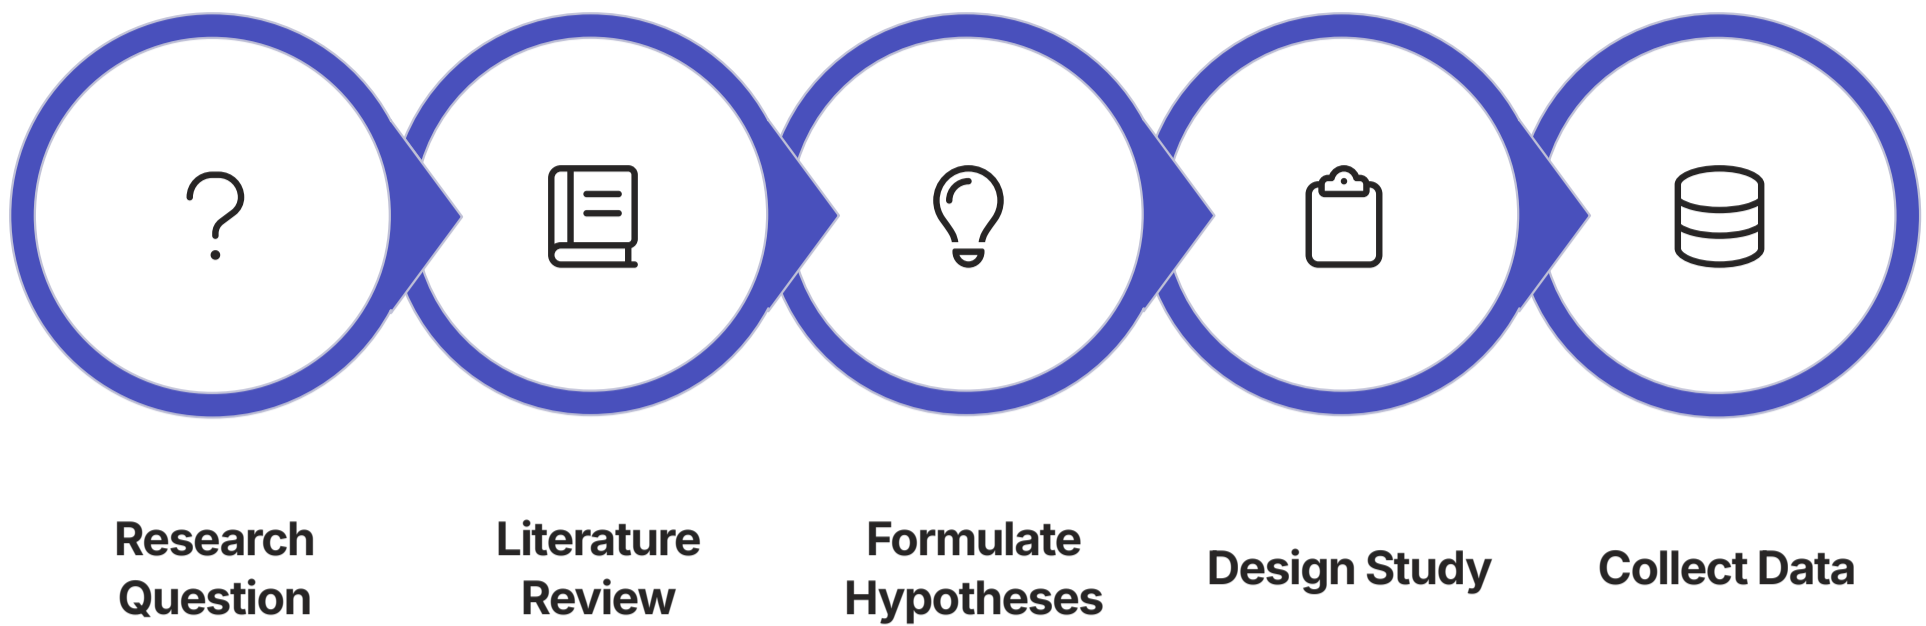 Research
Question
Literature
Review
Formulate
Hypotheses
Design Study
Collect Data